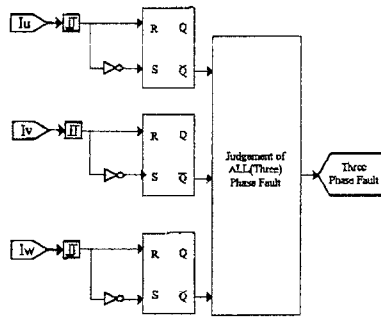 Iu
R Q
S Q̅
Iv
R Q
S Q̅
Judgement of
ALL(Three)
Phase Fault
Three
Phase Fault
Iw
R Q
S Q̅